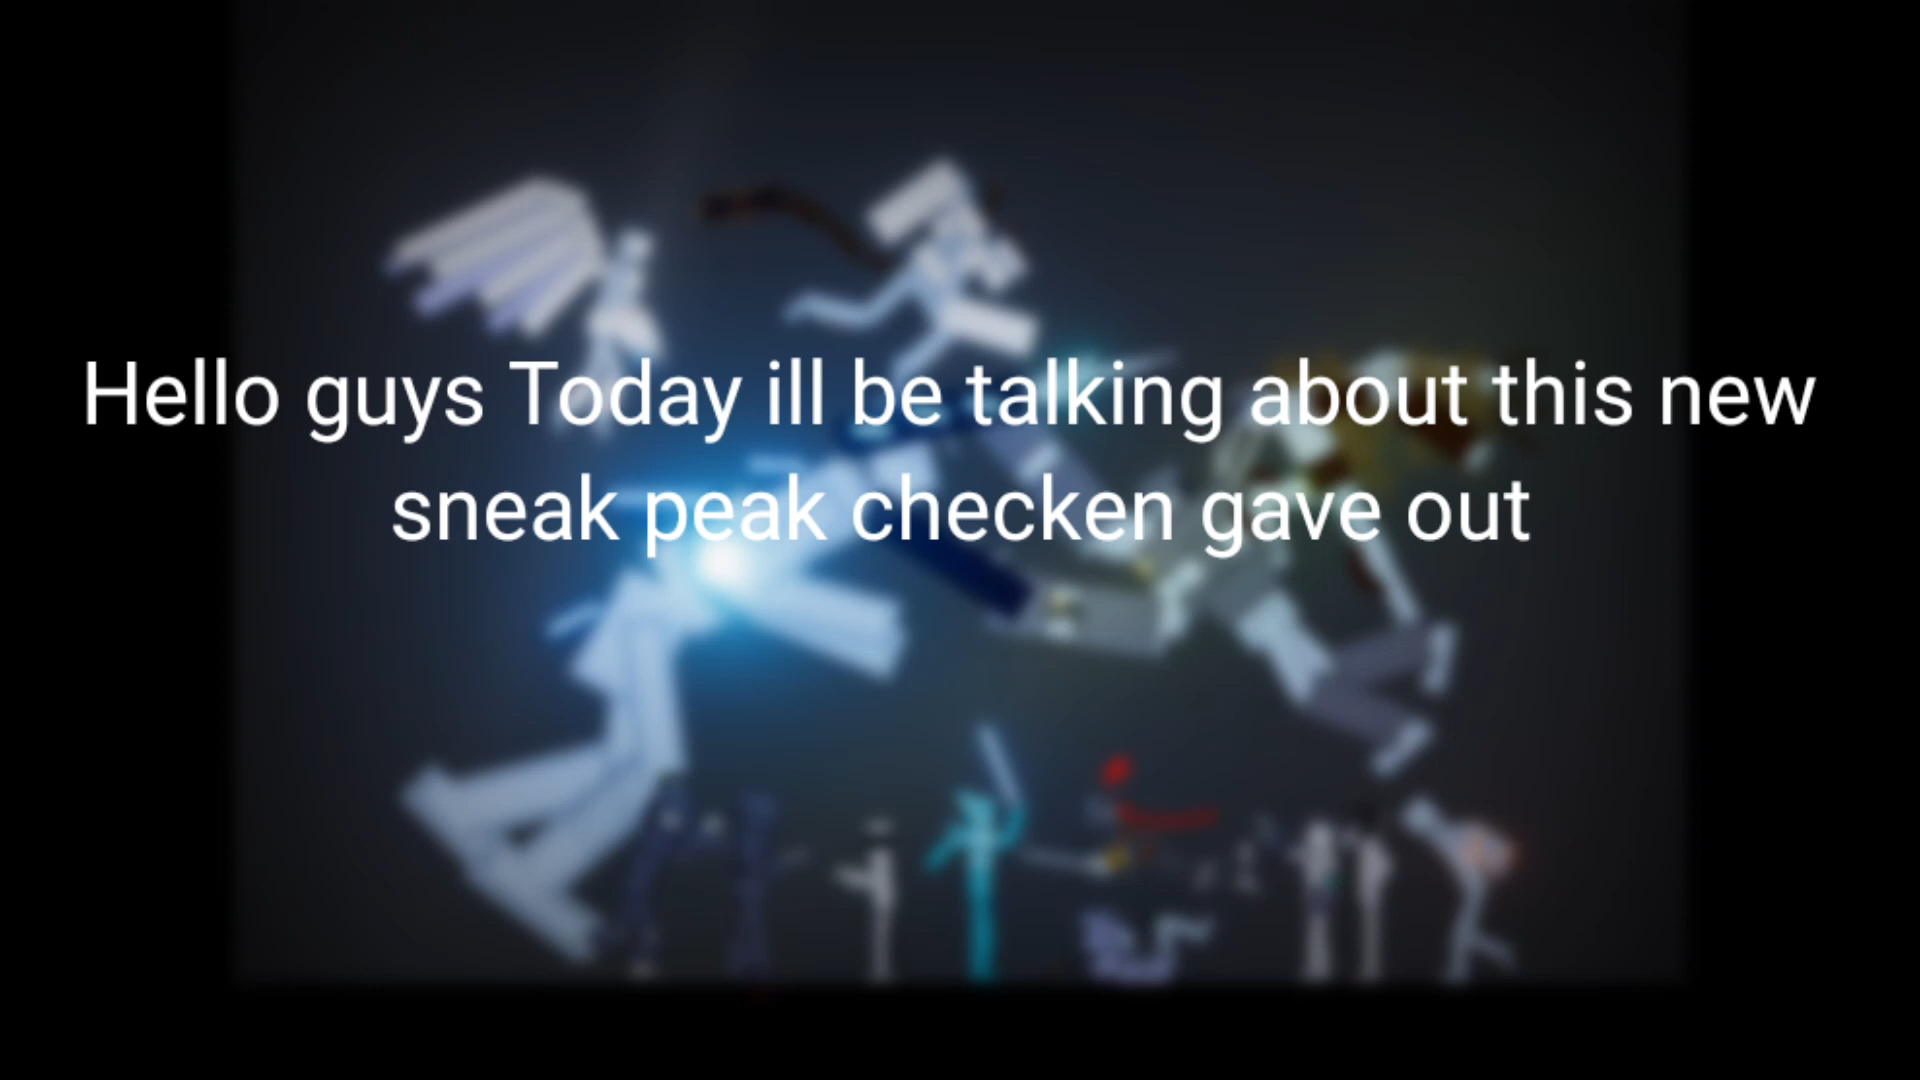 Hello guys Today ill be talking about this new
sneak peak checken gave out